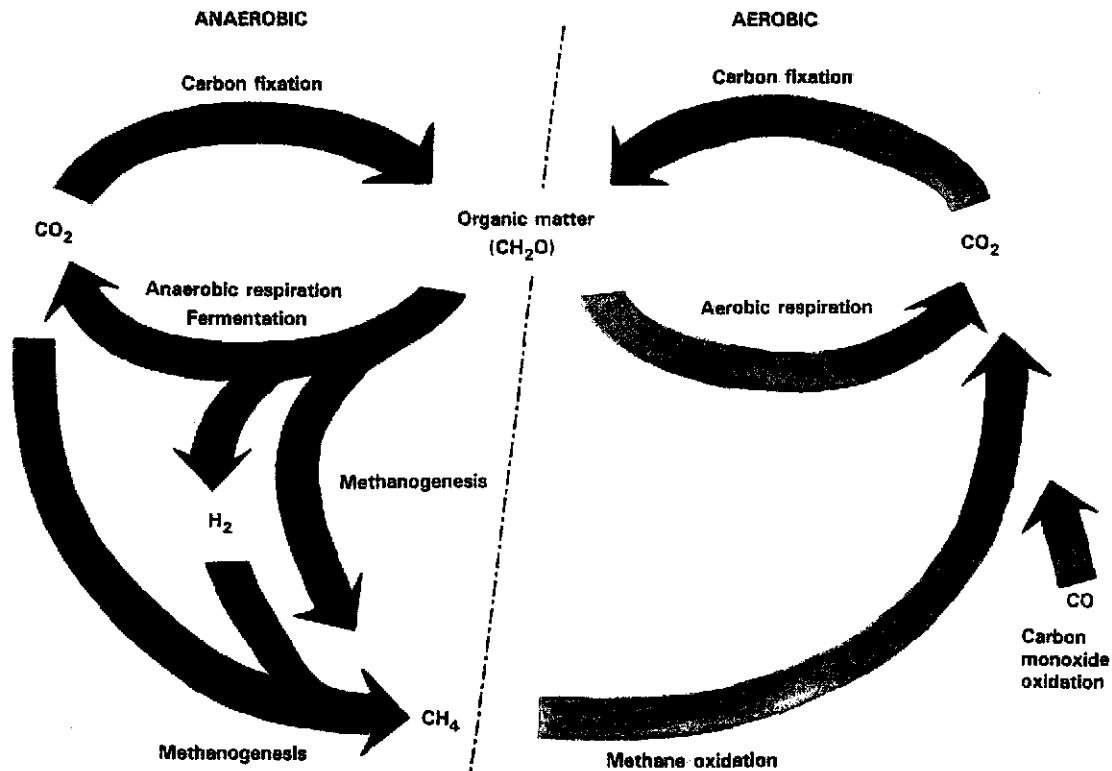 ANAEROBIC
AEROBIC
Carbon fixation
Carbon fixation
CO₂
Organic matter
(CH₂O)
CO₂
Anaerobic respiration
Fermentation
Aerobic respiration
Methanogenesis
H₂
CO
Carbon
monoxide
oxidation
CH₄
Methanogenesis
Methane oxidation